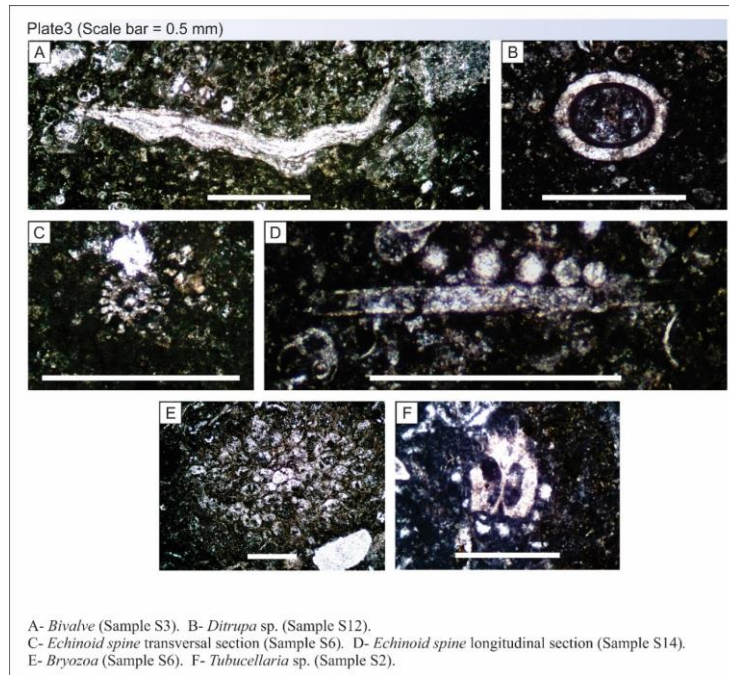 Plate3 (Scale bar = 0.5 mm)
A
B
C
D
E
F
A- Bivalve (Sample S3).  B- Ditrupa sp. (Sample S12).
C- Echinoid spine transversal section (Sample S6).  D- Echinoid spine longitudinal section (Sample S14).
E- Bryozoa (Sample S6).  F- Tubucellaria sp. (Sample S2).